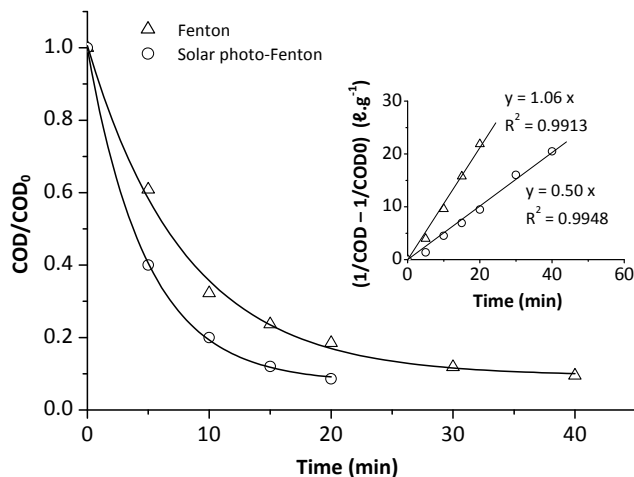 Fenton
Solar photo-Fenton
COD/COD₀
1.0
0.8
0.6
0.4
0.2
0.0
0 10 20 30 40
Time (min)
(1/COD – 1/COD0) (ℓ.g⁻¹)
30
20
10
0
0 20 40 60
Time (min)
y = 1.06 x
R² = 0.9913
y = 0.50 x
R² = 0.9948